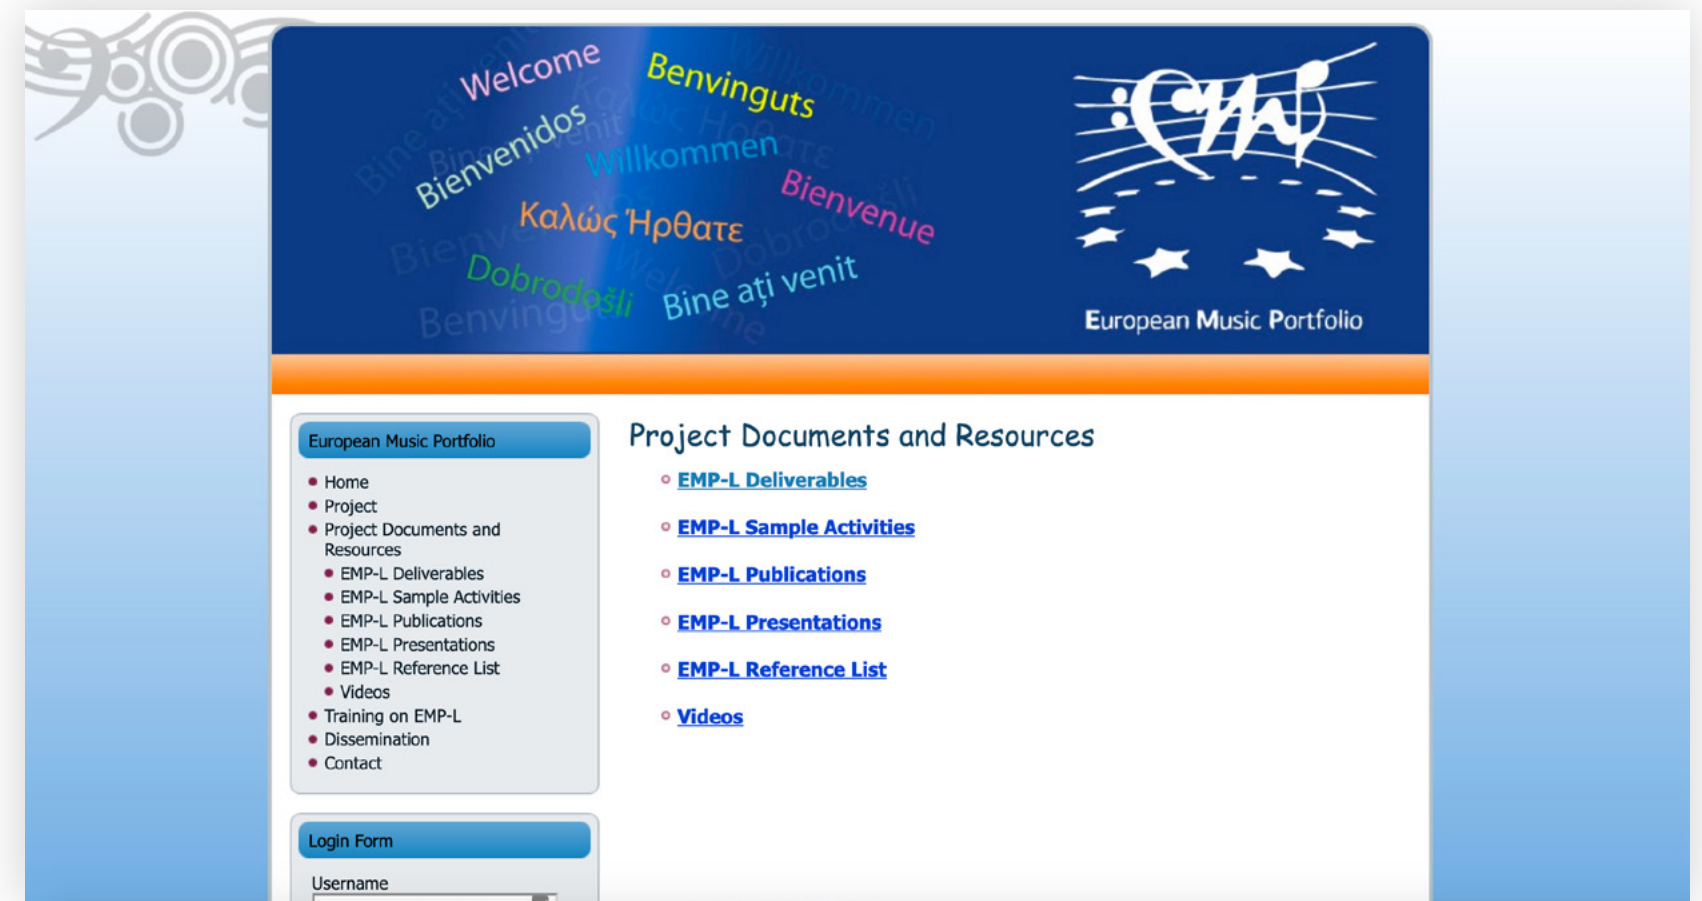 Welcome
Benvinguts
Bienvenidos
Willkommen
Bienvenue
Καλώς Ήρθατε
Dobrodošli
Bine ați venit
European Music Portfolio
European Music Portfolio
Home
Project
Project Documents and
Resources
EMP-L Deliverables
EMP-L Sample Activities
EMP-L Publications
EMP-L Presentations
EMP-L Reference List
Videos
Training on EMP-L
Dissemination
Contact
Login Form
Username
Project Documents and Resources
EMP-L Deliverables
EMP-L Sample Activities
EMP-L Publications
EMP-L Presentations
EMP-L Reference List
Videos